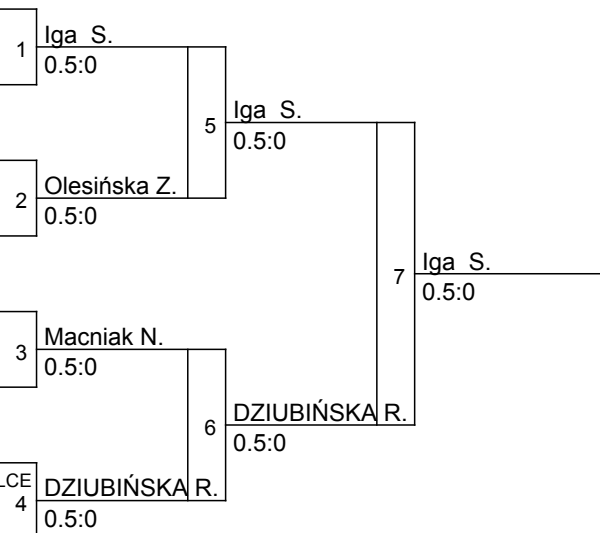 1
Iga S.
0.5:0
5
Iga S.
0.5:0
2
Olesińska Z.
0.5:0
7
Iga S.
0.5:0
3
Macniak N.
0.5:0
6
DZIUBIŃSKA R.
0.5:0
LCE
4
DZIUBIŃSKA R.
0.5:0